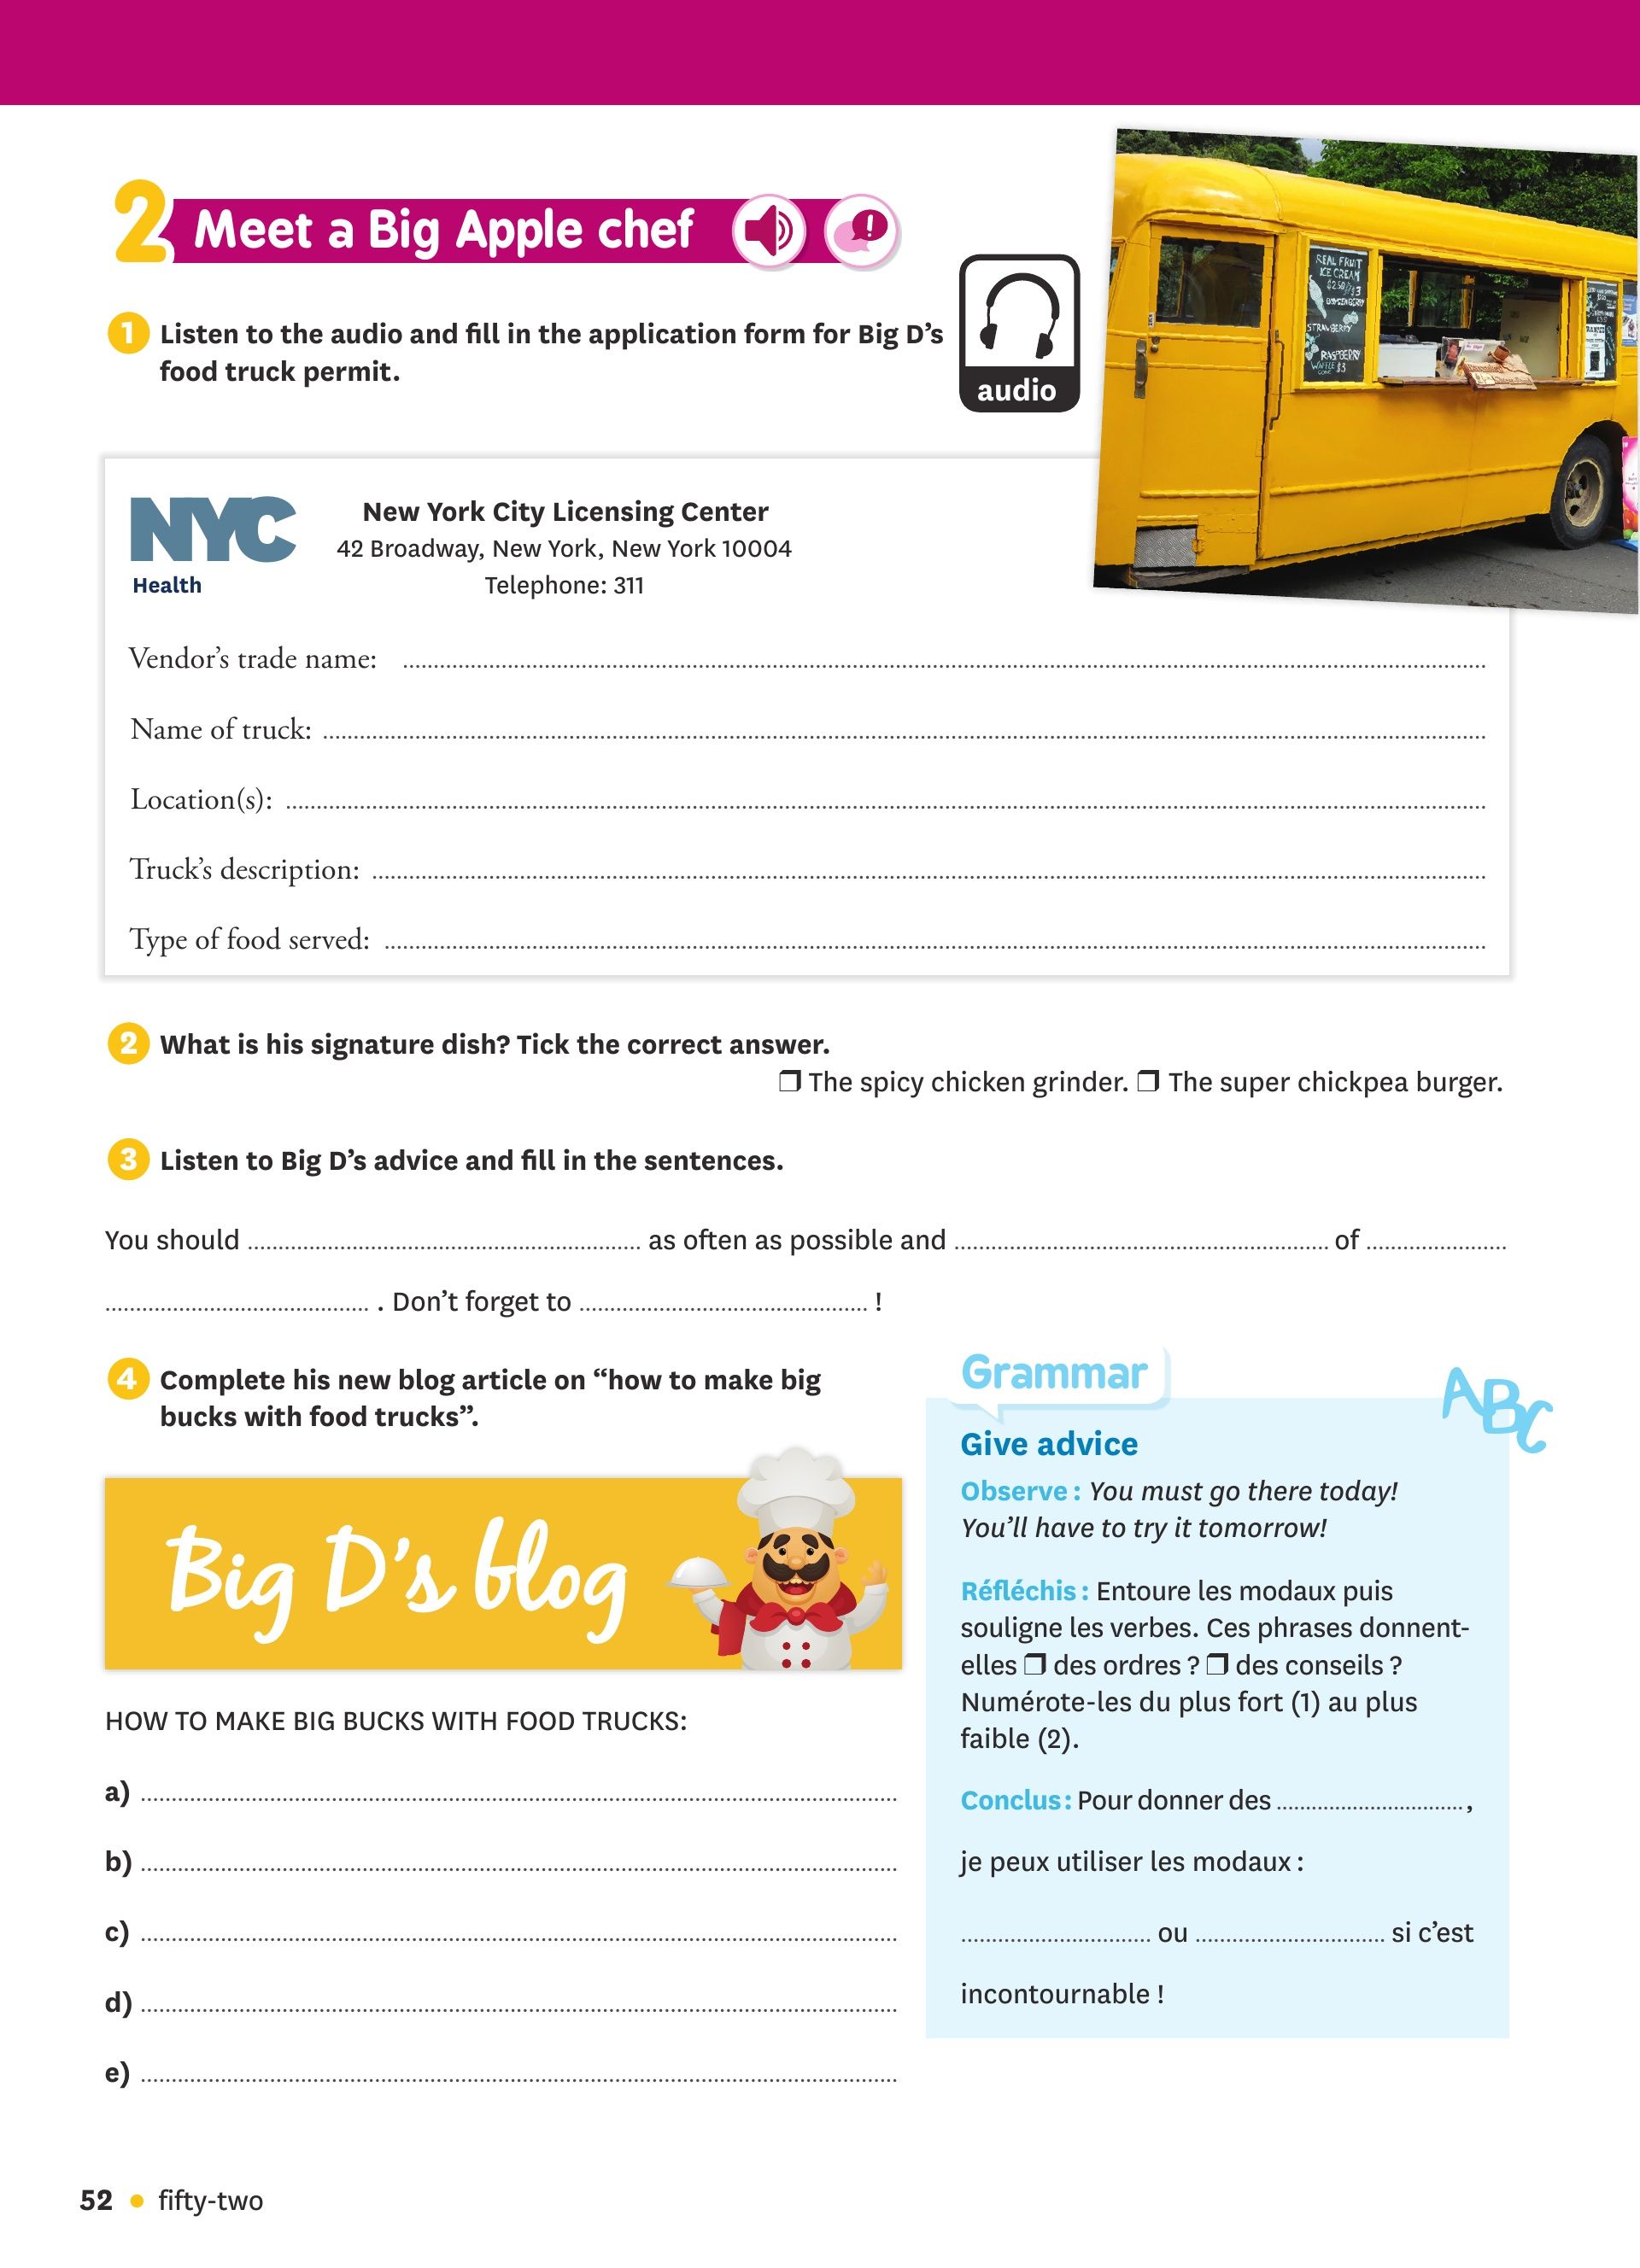 2 Meet a Big Apple chef
1 Listen to the audio and fill in the application form for Big D's
food truck permit.
audio
REAL FRUIT
ICE CREAM
STRAWBERRY
RASPBERRY
WAFFLE $3
CONE
NYC
Health
New York City Licensing Center
42 Broadway, New York, New York 10004
Telephone: 311
Vendor's trade name:
Name of truck:
Location(s):
Truck's description:
Type of food served:
2 What is his signature dish? Tick the correct answer.
❒ The spicy chicken grinder. ❒ The super chickpea burger.
3 Listen to Big D's advice and fill in the sentences.
You should ........ as often as possible and ........ of ........
........ . Don't forget to ........ !
4 Complete his new blog article on “how to make big
bucks with food trucks”.
Big D's blog
HOW TO MAKE BIG BUCKS WITH FOOD TRUCKS:
a)
b)
c)
d)
e)
Grammar
ABC
Give advice
Observe : You must go there today!
You'll have to try it tomorrow!
Réfléchis : Entoure les modaux puis
souligne les verbes. Ces phrases donnent-
elles ❒ des ordres ? ❒ des conseils ?
Numérote-les du plus fort (1) au plus
faible (2).
Conclus : Pour donner des ........ ,
je peux utiliser les modaux :
........ ou ........ si c'est
incontournable !
52 • fifty-two